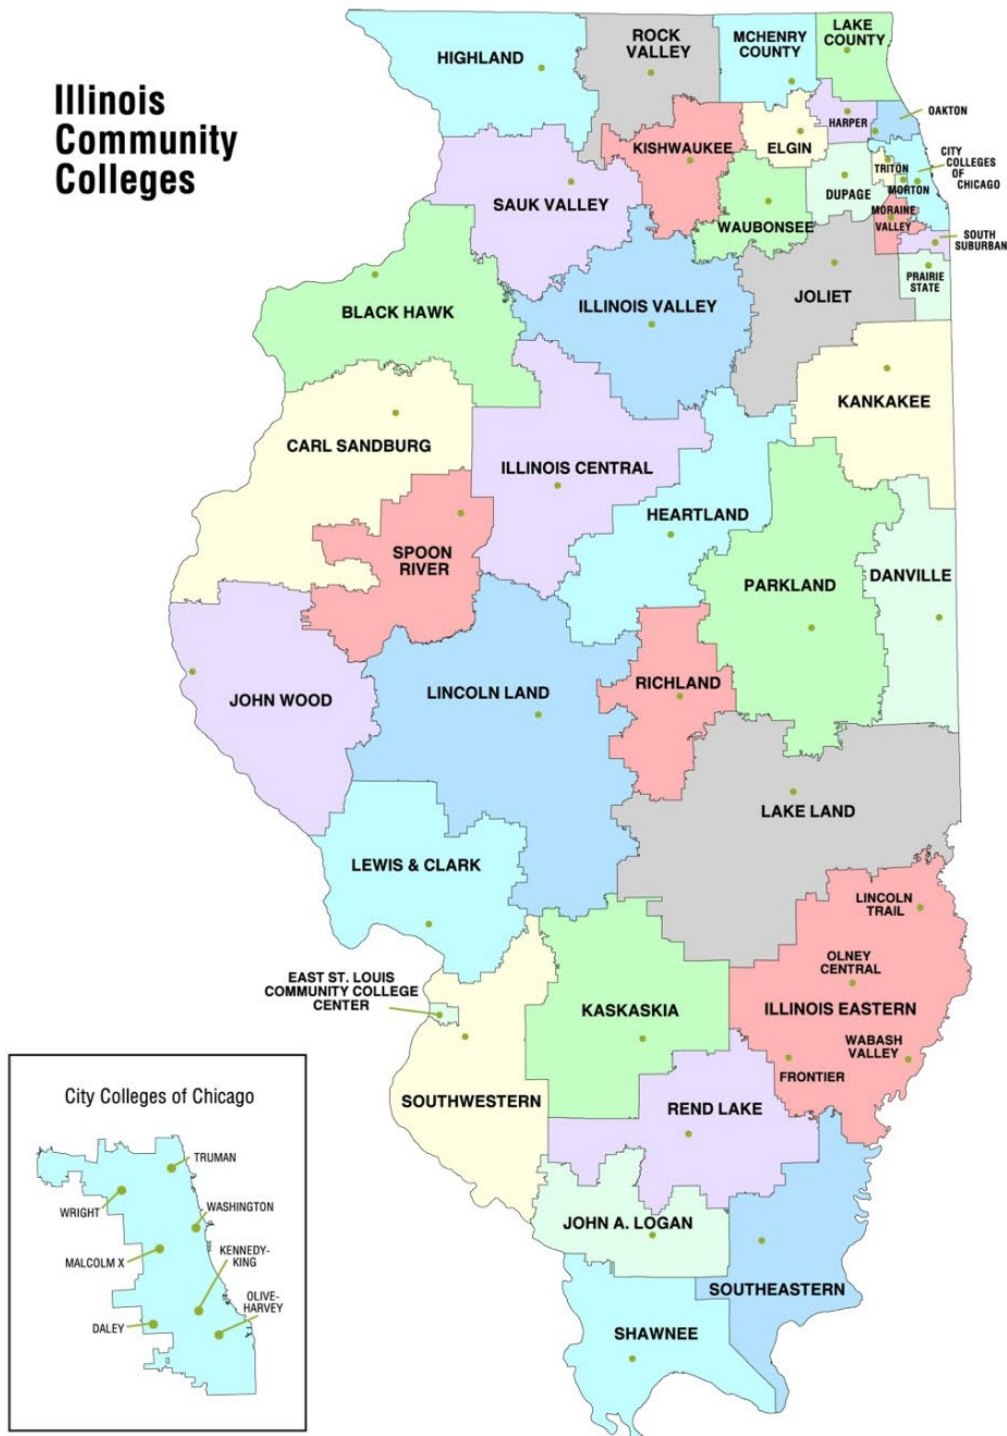 Illinois
Community
Colleges
HIGHLAND
ROCK
VALLEY
MCHENRY
COUNTY
LAKE
COUNTY
OAKTON
HARPER
KISHWAUKEE
ELGIN
CITY
COLLEGES
OF
CHICAGO
TRITON
MORTON
DUPAGE
SAUK VALLEY
WAUBONSEE
MORAINE
VALLEY
SOUTH
SUBURBAN
PRAIRIE
STATE
JOLIET
ILLINOIS VALLEY
BLACK HAWK
KANKAKEE
CARL SANDBURG
ILLINOIS CENTRAL
HEARTLAND
SPOON
RIVER
PARKLAND
DANVILLE
RICHLAND
LINCOLN LAND
JOHN WOOD
LAKE LAND
LEWIS & CLARK
LINCOLN
TRAIL
OLNEY
CENTRAL
EAST ST. LOUIS
COMMUNITY COLLEGE
CENTER
KASKASKIA
ILLINOIS EASTERN
WABASH
VALLEY
FRONTIER
SOUTHWESTERN
REND LAKE
JOHN A. LOGAN
SOUTHEASTERN
SHAWNEE
City Colleges of Chicago
TRUMAN
WRIGHT
WASHINGTON
MALCOLM X
KENNEDY-
KING
OLIVE-
HARVEY
DALEY